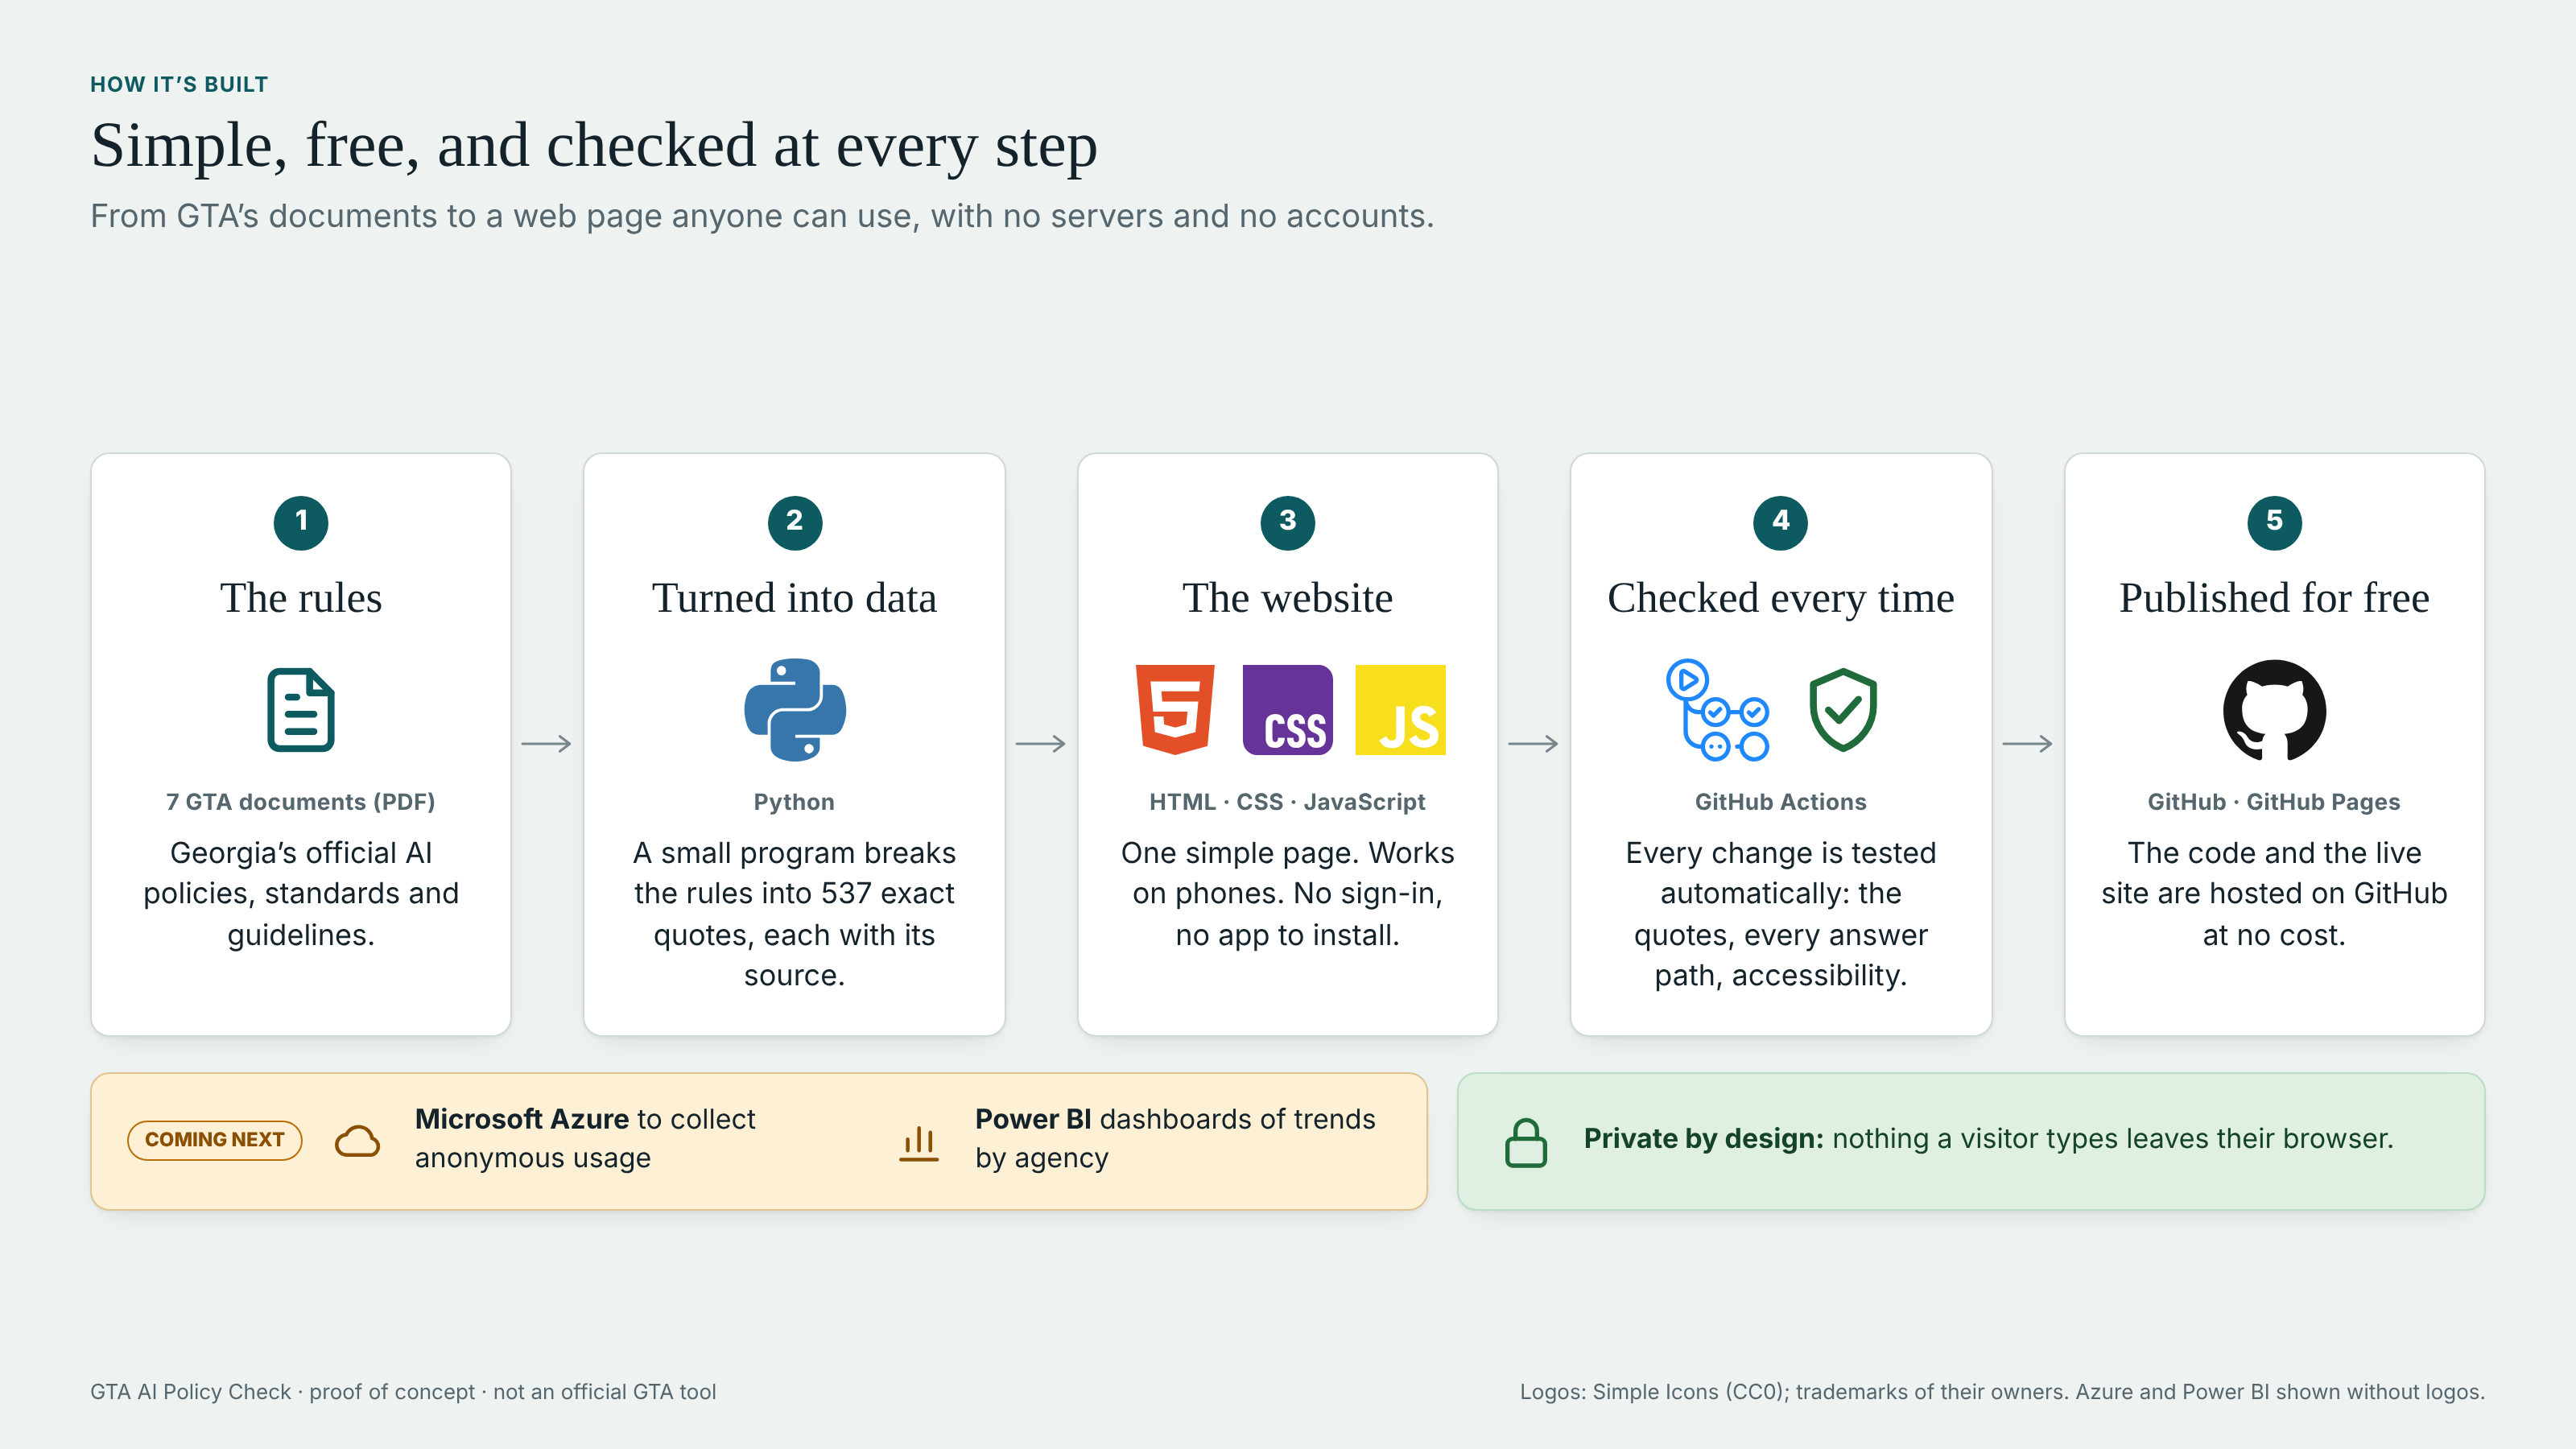 HOW IT’S BUILT
Simple, free, and checked at every step
From GTA’s documents to a web page anyone can use, with no servers and no accounts.
1
The rules
7 GTA documents (PDF)
Georgia’s official AI
policies, standards and
guidelines.
2
Turned into data
Python
A small program breaks
the rules into 537 exact
quotes, each with its
source.
3
The website
5
CSS
JS
HTML · CSS · JavaScript
One simple page. Works
on phones. No sign-in,
no app to install.
4
Checked every time
GitHub Actions
Every change is tested
automatically: the
quotes, every answer
path, accessibility.
5
Published for free
GitHub · GitHub Pages
The code and the live
site are hosted on GitHub
at no cost.
COMING NEXT
Microsoft Azure to collect
anonymous usage
Power BI dashboards of trends
by agency
Private by design: nothing a visitor types leaves their browser.
GTA AI Policy Check · proof of concept · not an official GTA tool
Logos: Simple Icons (CC0); trademarks of their owners. Azure and Power BI shown without logos.